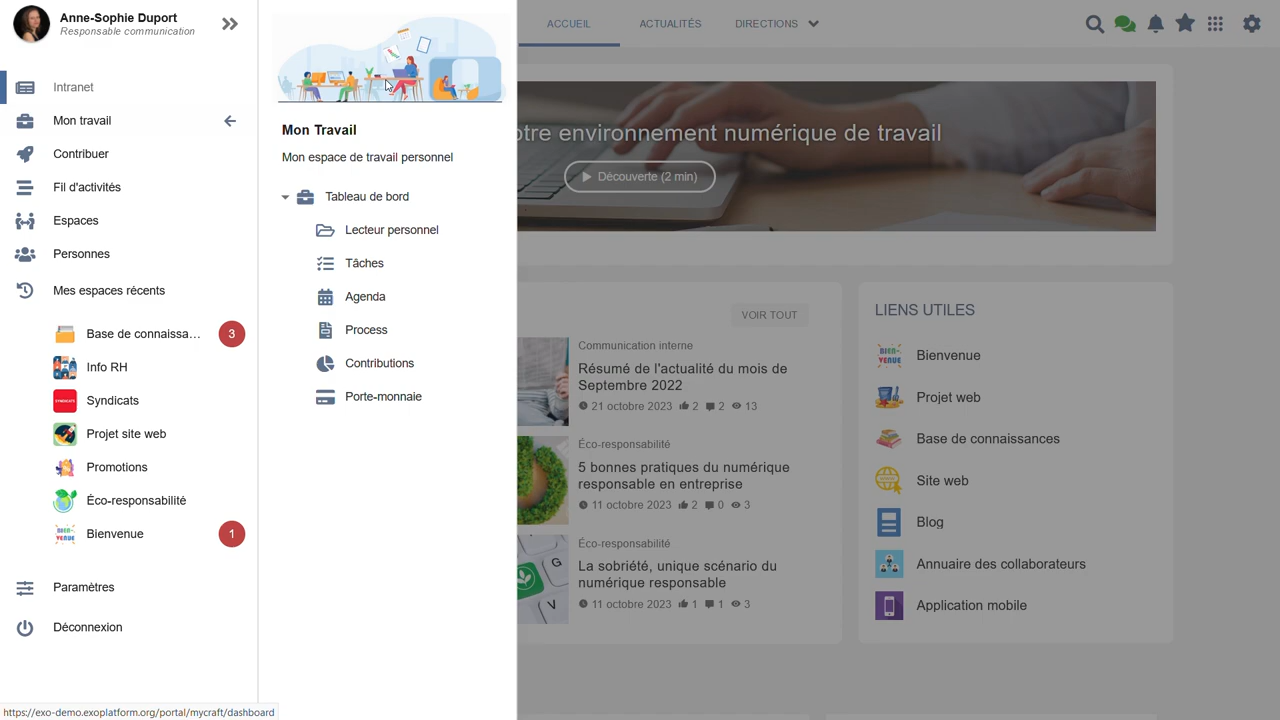 Anne-Sophie Duport
Responsable communication
Intranet
Mon travail
Contribuer
Fil d'activités
Espaces
Personnes
Mes espaces récents
Base de connaissa...
3
Info RH
SYNDICATS
Syndicats
Projet site web
Promotions
Éco-responsabilité
BIEN-
VENUE
Bienvenue
1
Paramètres
Déconnexion
https://exo-demo.exoplatform.org/portal/mycraft/dashboard
Mon Travail
Mon espace de travail personnel
Tableau de bord
Lecteur personnel
Tâches
Agenda
Process
Contributions
Porte-monnaie
ACCUEIL
ACTUALITÉS
DIRECTIONS
otre environnement numérique de travail
Découverte (2 min)
VOIR TOUT
Communication interne
Résumé de l'actualité du mois de
Septembre 2022
21 octobre 2023 2 2 13
Éco-responsabilité
5 bonnes pratiques du numérique
responsable en entreprise
11 octobre 2023 2 0 3
G
V
Éco-responsabilité
La sobriété, unique scénario du
numérique responsable
11 octobre 2023 1 1 3
LIENS UTILES
BIEN-
VENUE
Bienvenue
Projet web
Base de connaissances
Site web
Blog
Annuaire des collaborateurs
Application mobile